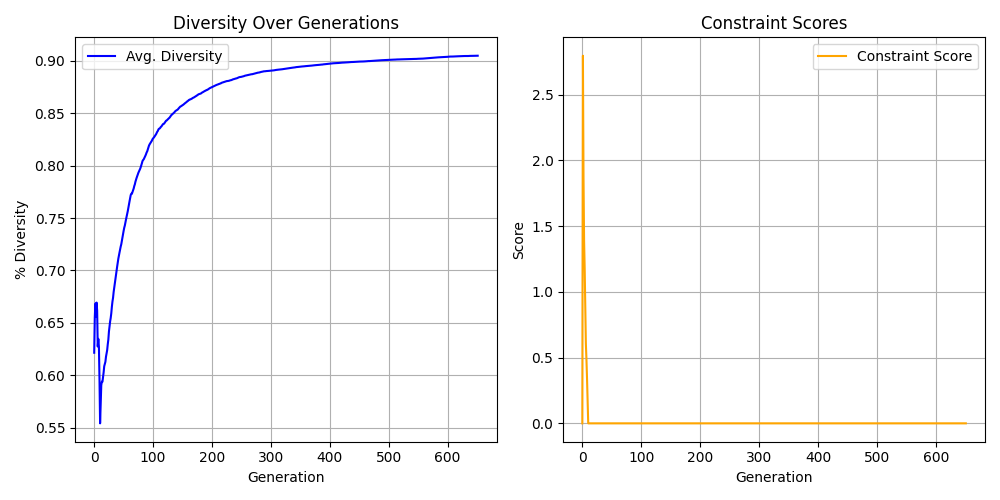 Diversity Over Generations
Avg. Diversity
% Diversity
0.90
0.85
0.80
0.75
0.70
0.65
0.60
0.55
0 100 200 300 400 500 600
Generation
Constraint Scores
Constraint Score
Score
2.5
2.0
1.5
1.0
0.5
0.0
0 100 200 300 400 500 600
Generation